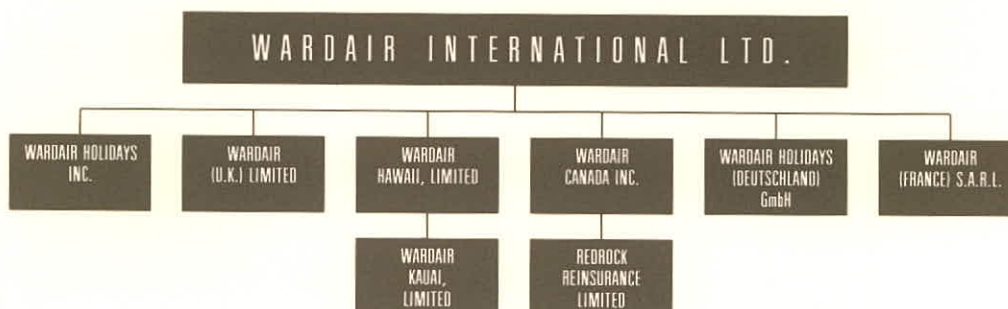 WARDAIR INTERNATIONAL LTD.
WARDAIR HOLIDAYS
INC.
WARDAIR
(U.K.) LIMITED
WARDAIR
HAWAII, LIMITED
WARDAIR
CANADA INC.
WARDAIR HOLIDAYS
(DEUTSCHLAND)
GmbH
WARDAIR
(FRANCE) S.A.R.L.
WARDAIR
KAUAI,
LIMITED
REDROCK
REINSURANCE
LIMITED